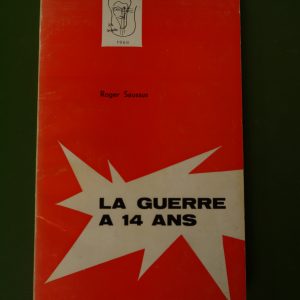 1960
Roger Saussus
LA GUERRE
A 14 ANS